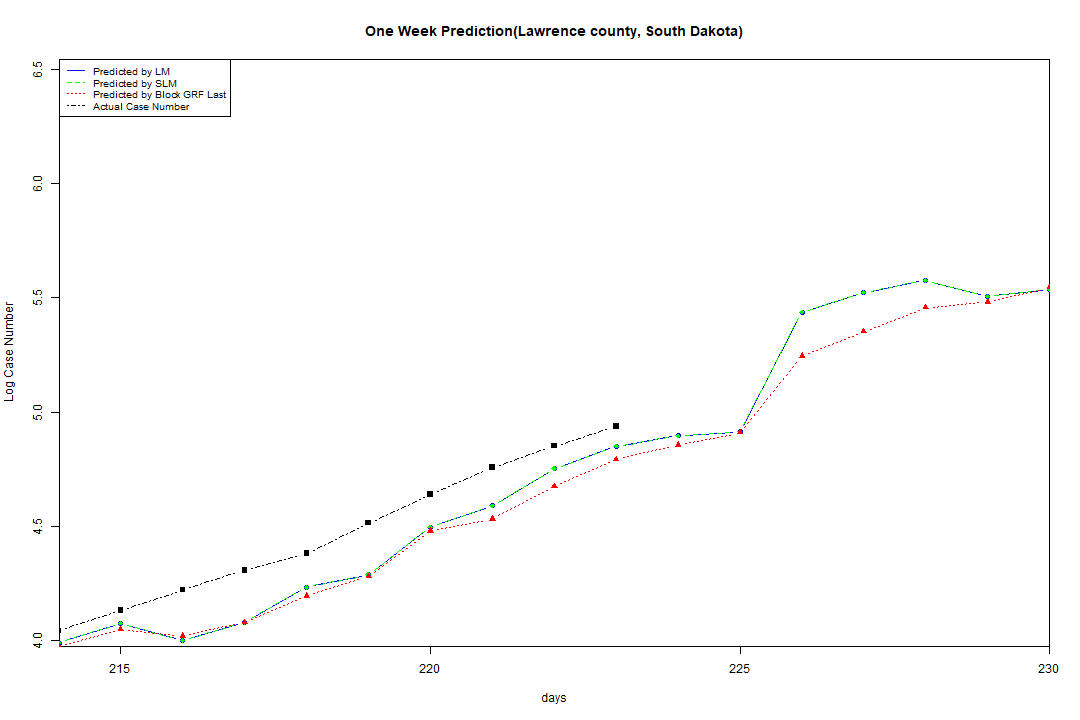 One Week Prediction(Lawrence county, South Dakota)
Predicted by LM
Predicted by SLM
Predicted by Block GRF Last
Actual Case Number
6.5
6.0
5.5
5.0
4.5
4.0
Log Case Number
215
220
225
230
days